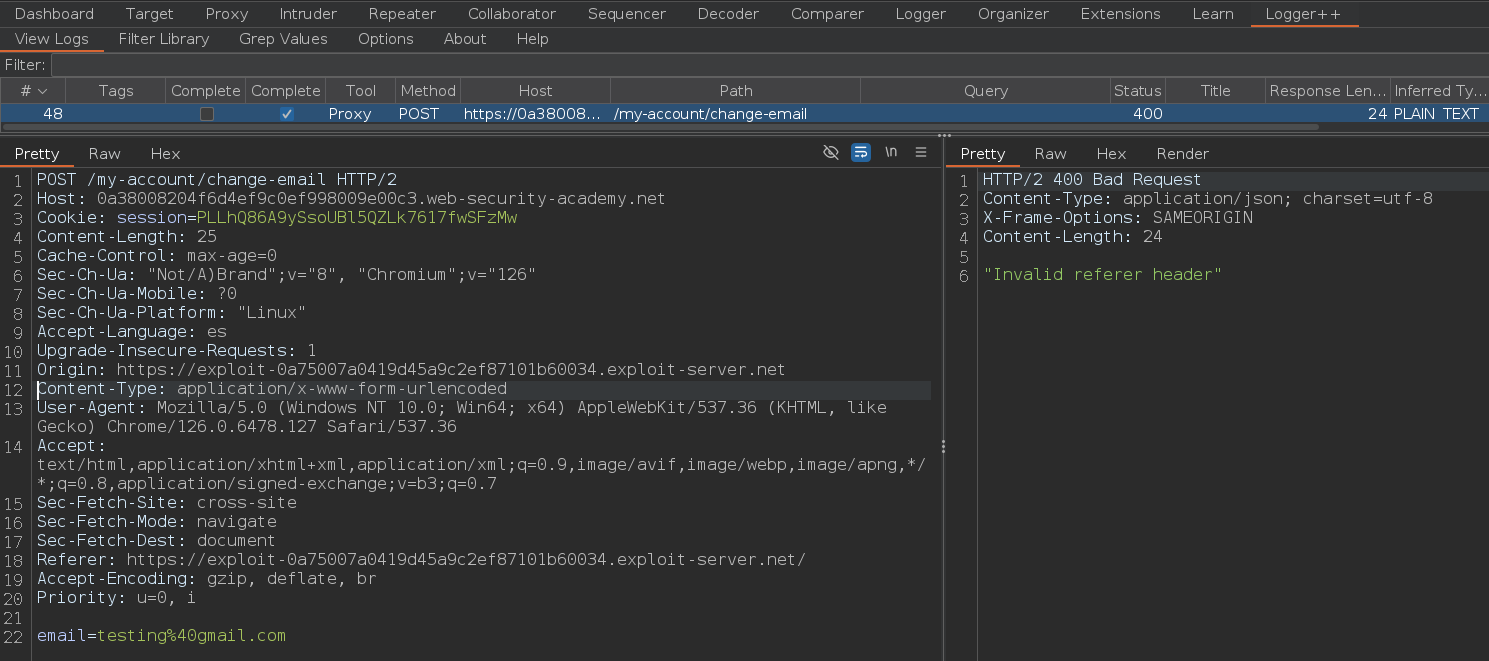 Dashboard Target Proxy Intruder Repeater Collaborator Sequencer Decoder Comparer Logger Organizer Extensions Learn Logger++
View Logs Filter Library Grep Values Options About Help
Filter:
# Tags Complete Complete Tool Method Host Path Query Status Title Response Len... Inferred Ty...
48 Proxy POST https://0a38008... /my-account/change-email 400 24 PLAIN_TEXT
Pretty Raw Hex \n
1 POST /my-account/change-email HTTP/2
2 Host: 0a38008204f6d4ef9c0ef998009e00c3.web-security-academy.net
3 Cookie: session=PLLhQ86A9ySsoUBl5QZLk7617fwSFzMw
4 Content-Length: 25
5 Cache-Control: max-age=0
6 Sec-Ch-Ua: "Not/A)Brand";v="8", "Chromium";v="126"
7 Sec-Ch-Ua-Mobile: ?0
8 Sec-Ch-Ua-Platform: "Linux"
9 Accept-Language: es
10 Upgrade-Insecure-Requests: 1
11 Origin: https://exploit-0a75007a0419d45a9c2ef87101b60034.exploit-server.net
12 Content-Type: application/x-www-form-urlencoded
13 User-Agent: Mozilla/5.0 (Windows NT 10.0; Win64; x64) AppleWebKit/537.36 (KHTML, like
Gecko) Chrome/126.0.6478.127 Safari/537.36
14 Accept:
text/html,application/xhtml+xml,application/xml;q=0.9,image/avif,image/webp,image/apng,*/
*;q=0.8,application/signed-exchange;v=b3;q=0.7
15 Sec-Fetch-Site: cross-site
16 Sec-Fetch-Mode: navigate
17 Sec-Fetch-Dest: document
18 Referer: https://exploit-0a75007a0419d45a9c2ef87101b60034.exploit-server.net/
19 Accept-Encoding: gzip, deflate, br
20 Priority: u=0, i
21
22 email=testing%40gmail.com
Pretty Raw Hex Render
1 HTTP/2 400 Bad Request
2 Content-Type: application/json; charset=utf-8
3 X-Frame-Options: SAMEORIGIN
4 Content-Length: 24
5
6 "Invalid referer header"